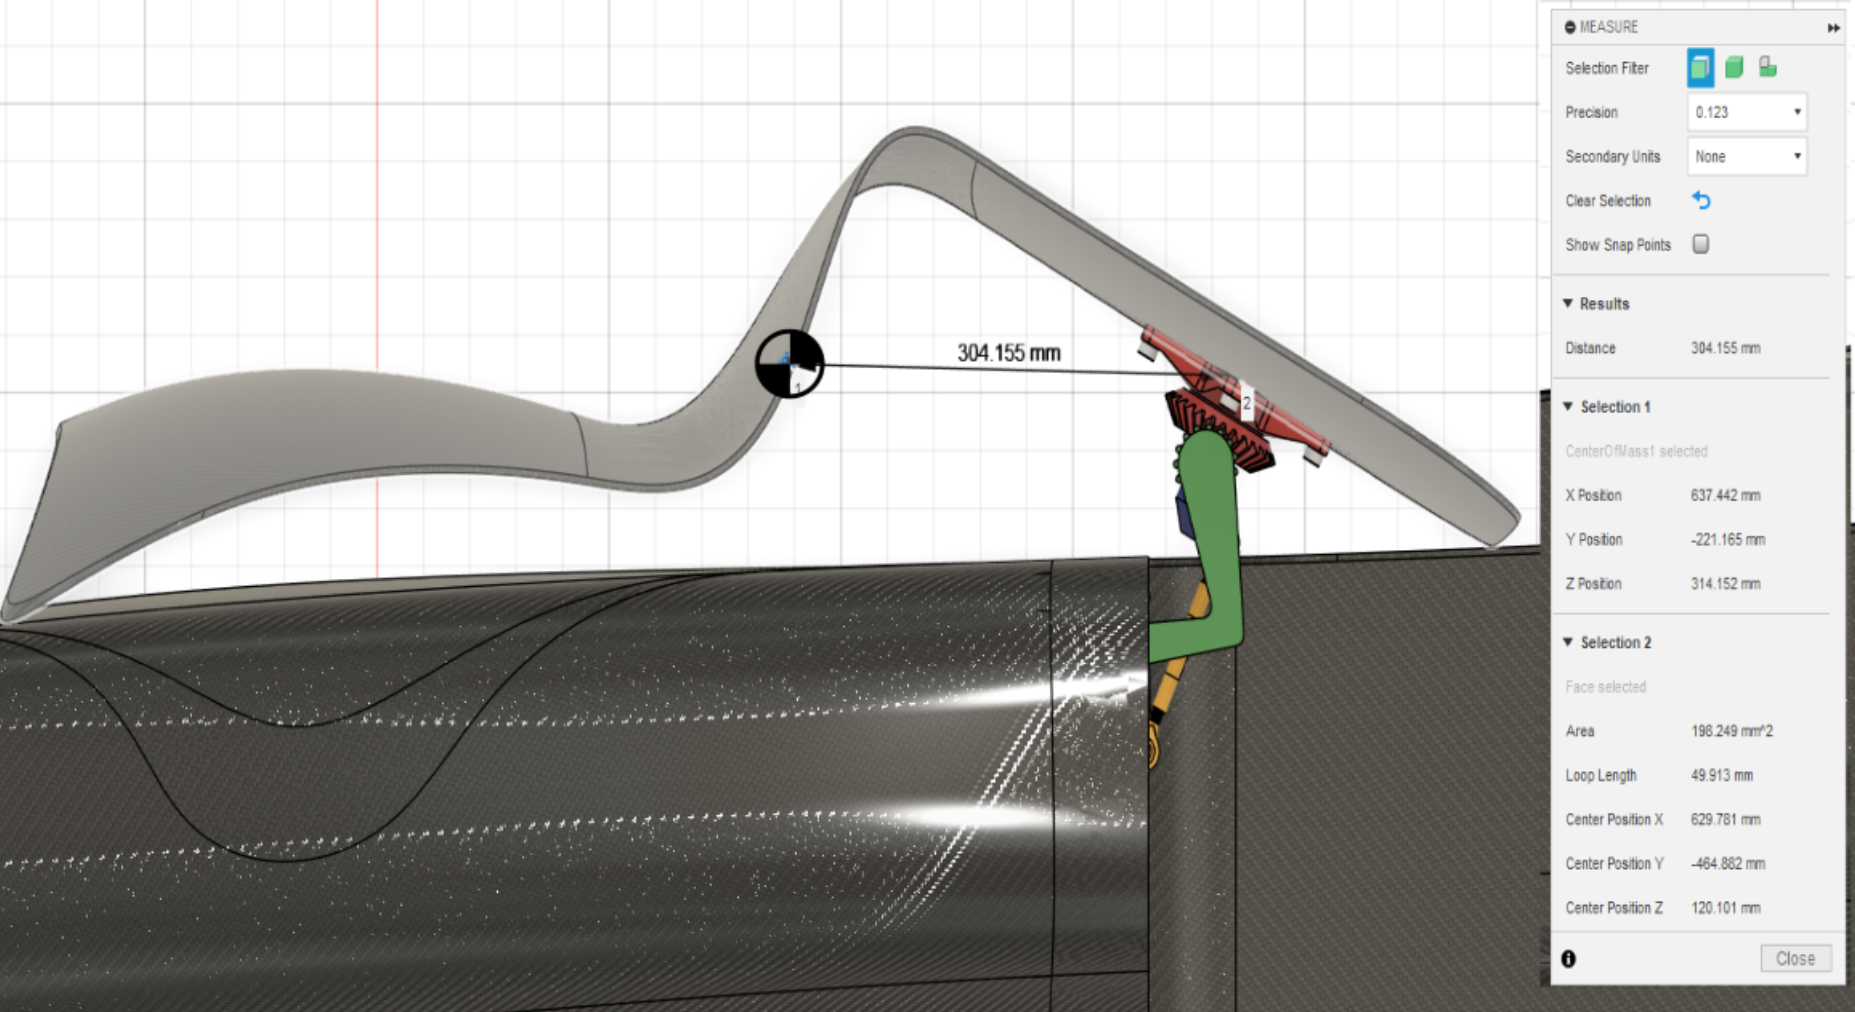 MEASURE
Selection Filter
Precision 0.123
Secondary Units None
Clear Selection
Show Snap Points
Results
Distance 304.155 mm
Selection 1
CenterOfMass1 selected
X Position 637.442 mm
Y Position -221.165 mm
Z Position 314.152 mm
Selection 2
Face selected
Area 198.249 mm^2
Loop Length 49.913 mm
Center Position X 629.781 mm
Center Position Y -464.882 mm
Center Position Z 120.101 mm
Close
304.155 mm
1
2